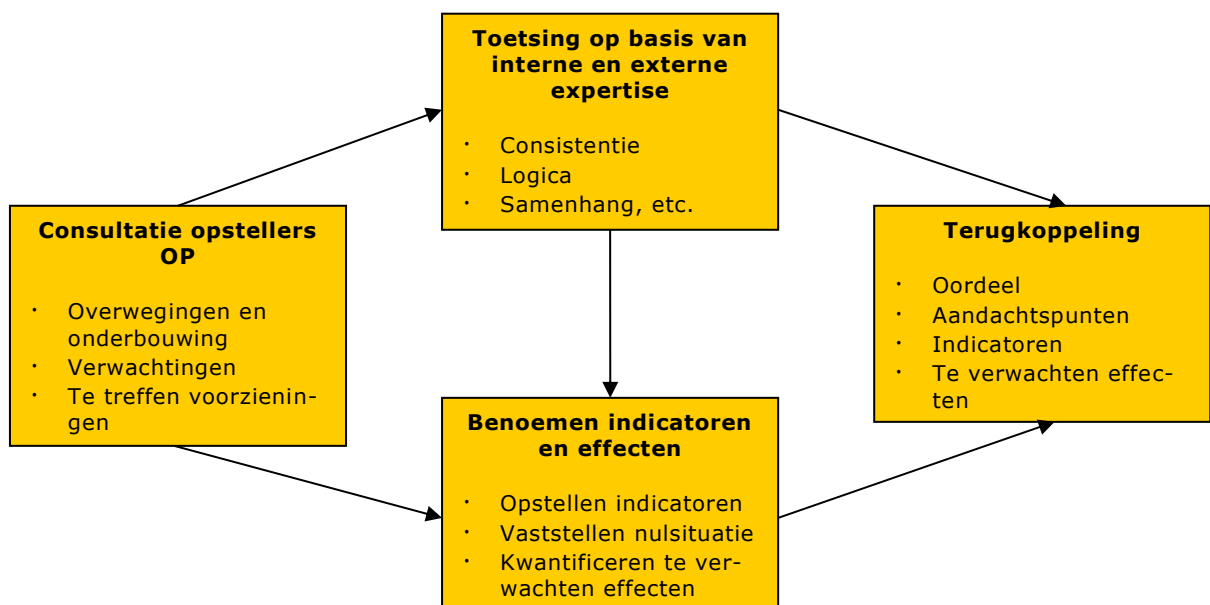 Toetsing op basis van
interne en externe
expertise
· Consistentie
· Logica
· Samenhang, etc.
Consultatie opstellers
OP
· Overwegingen en
onderbouwing
· Verwachtingen
· Te treffen voorzienin-
gen
Terugkoppeling
· Oordeel
· Aandachtspunten
· Indicatoren
· Te verwachten effec-
ten
Benoemen indicatoren
en effecten
· Opstellen indicatoren
· Vaststellen nulsituatie
· Kwantificeren te ver-
wachten effecten